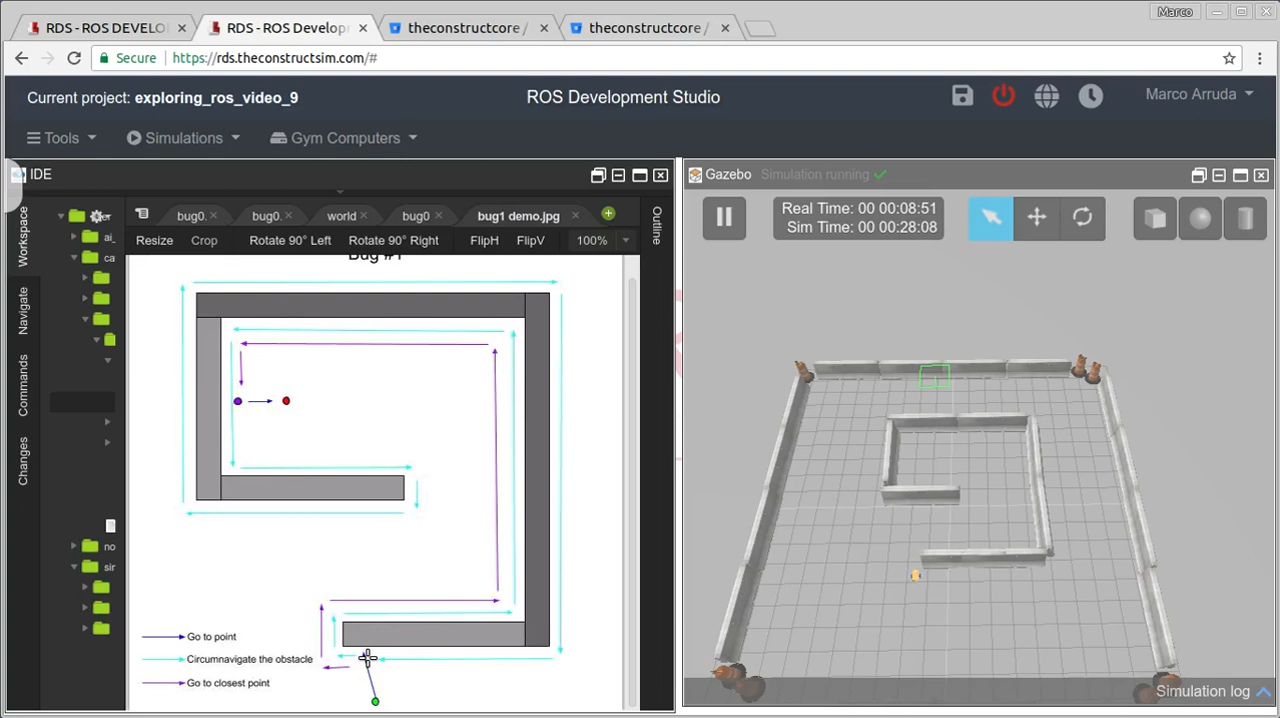 Marco
RDS - ROS DEVELO
RDS - ROS Develop
theconstructcore /
theconstructcore /
Secure https://rds.theconstructsim.com/#
Current project: exploring_ros_video_9
ROS Development Studio
Marco Arruda
Tools
Simulations
Gym Computers
IDE
Gazebo Simulation running
Workspace
Navigate
Commands
Changes
ai_
ca
no
sir
bug0.
bug0.
world
bug0
bug1 demo.jpg
Resize Crop Rotate 90° Left Rotate 90° Right FlipH FlipV 100%
Outline
Bug #1
Go to point
Circumnavigate the obstacle
Go to closest point
Real Time: 00 00:08:51
Sim Time: 00 00:28:08
Simulation log